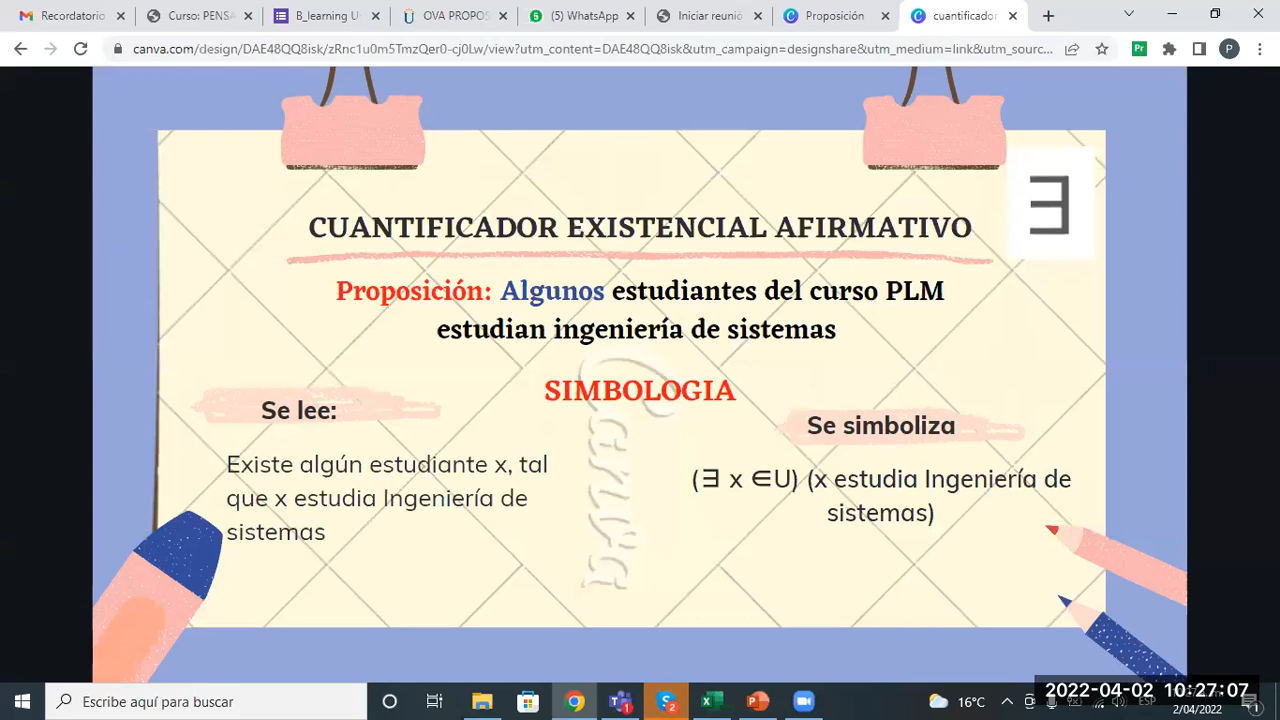 Recordatorio
Curso: PENSA
B_learning U
OVA PROPOS
(5) WhatsApp
Iniciar reunió
Proposición
cuantificador
canva.com/design/DAE48QQ8isk/zRnc1u0m5TmzQer0-cj0Lw/view?utm_content=DAE48QQ8isk&utm_campaign=designshare&utm_medium=link&utm_sourc...
Pr
P
∃
CUANTIFICADOR EXISTENCIAL AFIRMATIVO
Proposición: Algunos estudiantes del curso PLM
estudian ingeniería de sistemas
SIMBOLOGIA
Se lee:
Existe algún estudiante x, tal
que x estudia Ingeniería de
sistemas
Se simboliza
(∃ x ∈U) (x estudia Ingeniería de
sistemas)
Canva
Escribe aquí para buscar
16°C
ESP
2022-04-02 10:27:07
2/04/2022